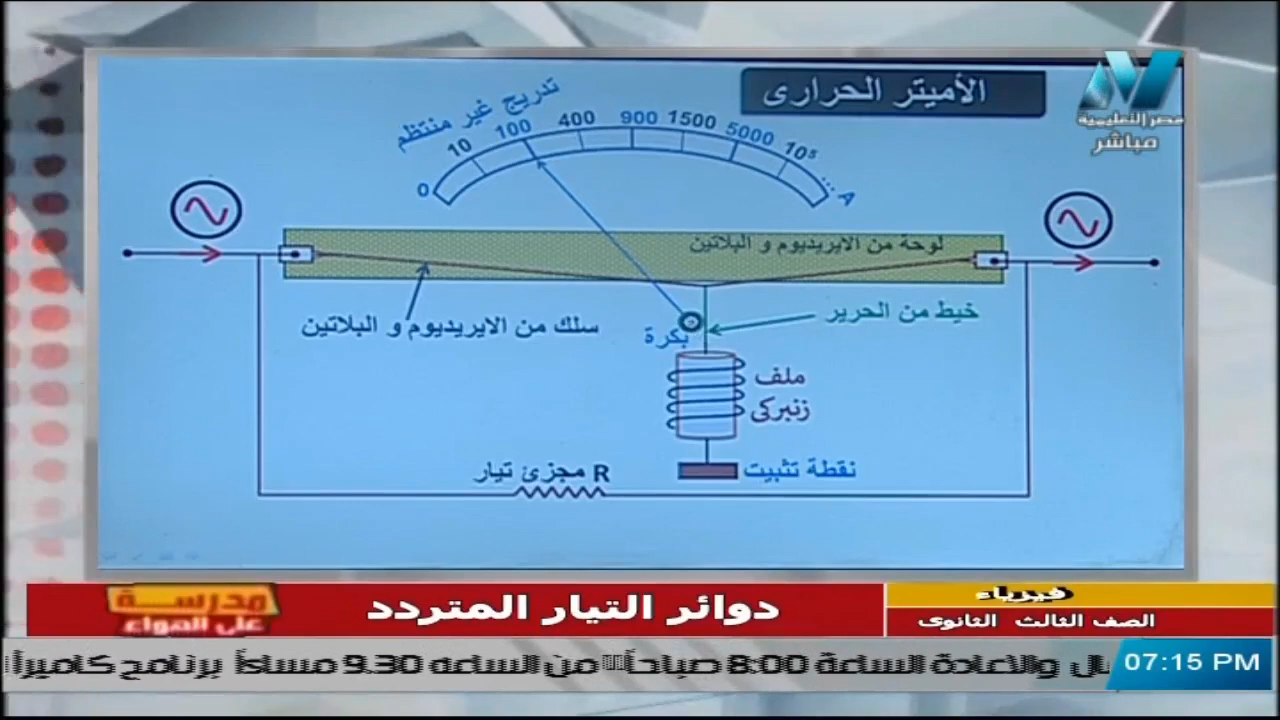 الأميتر الحرارى
مصر التعليمية
مباشر
تدريج غير منتظم
0 10 100 400 900 1500 5000 10⁵ ... A
لوحة من الايريديوم و البلاتين
سلك من الايريديوم و البلاتين
خيط من الحرير
بكرة
ملف
زنبركى
نقطة تثبيت
R مجزئ تيار
فيزياء
الصف الثالث الثانوى
دوائر التيار المتردد
مدرسة
على الهواء
07:15 PM
والاعادة الساعة 8:00 صباحاً من الساعه 9.30 مساءاً برنامج كاميرا